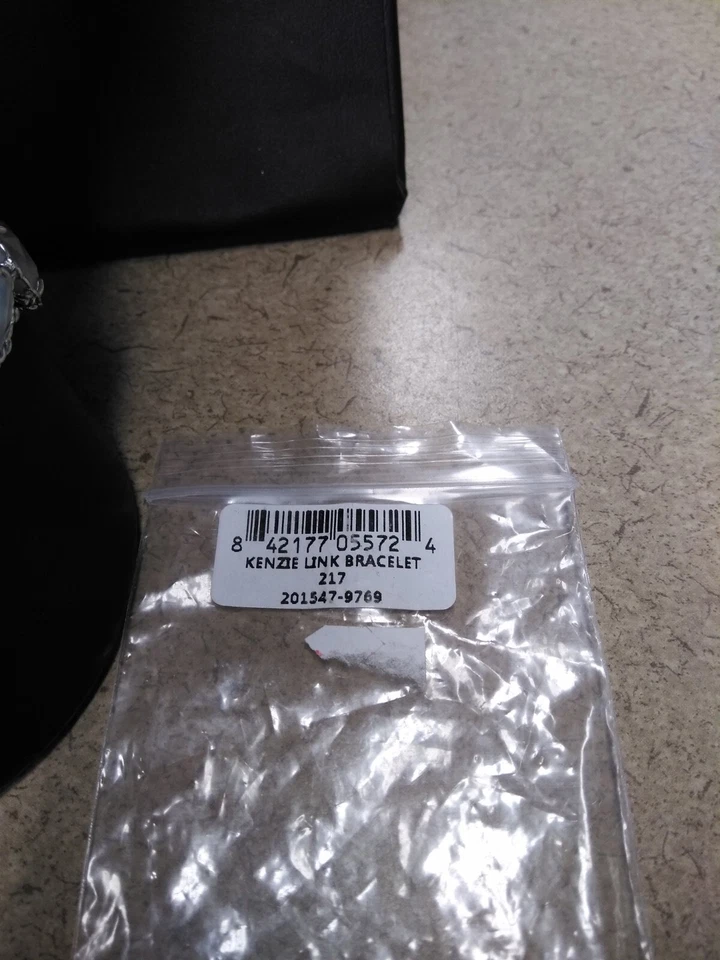 8 42177 05572 4
KENZIE LINK BRACELET
217
201547-9769